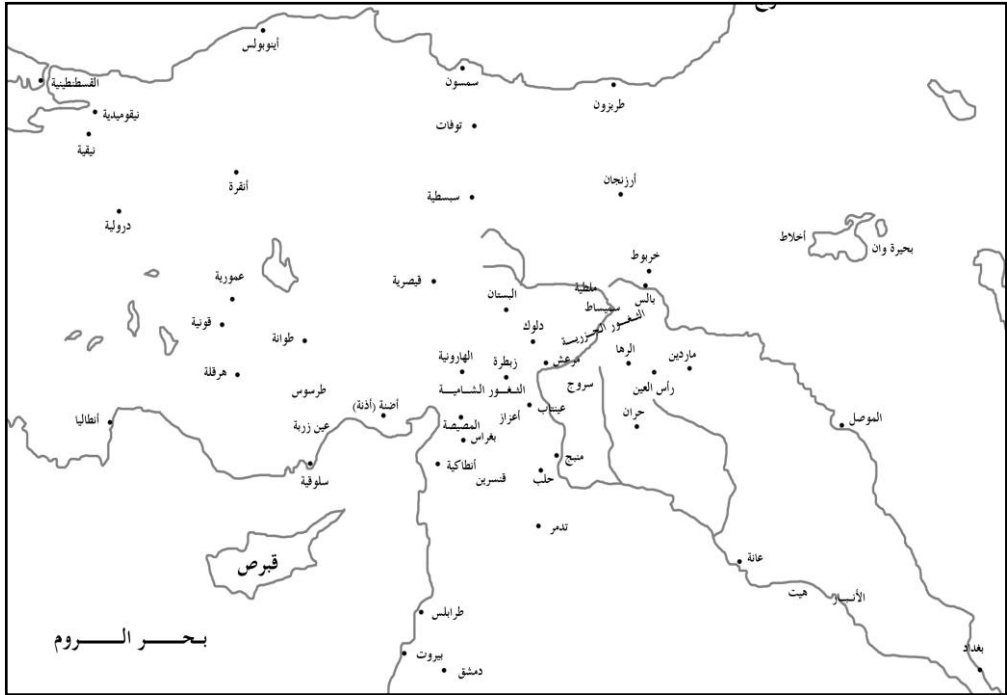 أينوبولس
القسطنطينية
سمسون
طربزون
نيقوميدية
توفات
نيقية
أنقرة
أرزنجان
سبسطية
درولية
أخلاط
بحيرة وان
خربوط
عمورية
قيصرية
ملطية
بالس
البستان
سميساط
الثغور الجزرية
قونية
طوانة
دلوك
الهارونية
زبطرة
مرعش
الرها
ماردين
هرقلة
سروج
رأس العين
طرسوس
الثغور الشامية
أضنة (أذنة)
عينتاب
أعزاز
حران
الموصل
أنطاليا
عين زربة
المصيصة
بغراس
منبج
سلوقية
أنطاكية
قنسرين
حلب
تدمر
قبرص
عانة
هيت
الأنبار
طرابلس
بحر الروم
بيروت
دمشق
بغداد